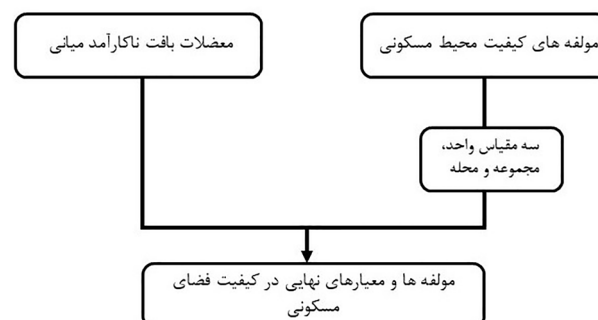 مولفه های کیفیت محیط مسکونی
معضلات بافت ناکارآمد میانی
سه مقیاس واحد،
مجموعه و محله
مولفه ها و معیارهای نهایی در کیفیت فضای
مسکونی